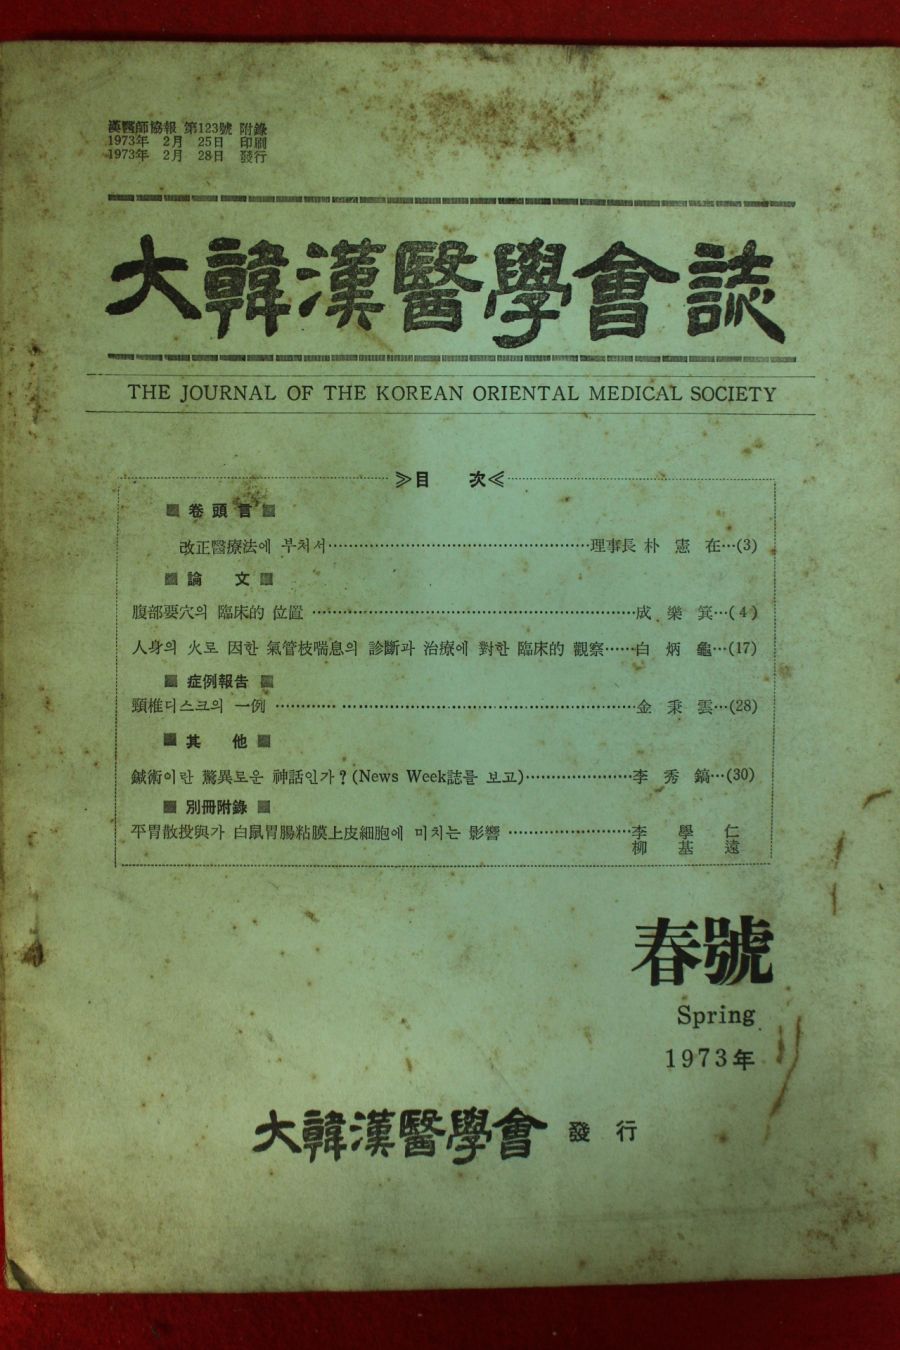 漢醫師協報 第123號 附錄
1973年 2月 25日 印刷
1973年 2月 28日 發行
大韓漢醫學會誌
THE JOURNAL OF THE KOREAN ORIENTAL MEDICAL SOCIETY
≫目 次≪
■ 卷頭言 ■
改正醫療法에 부처서……………………………………理事長 朴 憲 在…(3)
■ 論 文 ■
腹部要穴의 臨床的 位置 ………………………………………………成 樂 箕…(4)
人身의 火로 因한 氣管枝喘息의 診斷과 治療에 對한 臨床的 觀察……白 炳 龜…(17)
■ 症例報告 ■
頸椎디스크의 一例 ……………………………………………………金 秉 雲…(28)
■ 其 他 ■
鍼術이란 驚異로운 神話인가? (News Week誌를 보고)…………………李 秀 鎬…(30)
■ 別冊附錄 ■
平胃散投與가 白鼠胃腸粘膜上皮細胞에 미치는 影響 ……………………李 學 仁
柳 基 遠
春號
Spring
1973年
大韓漢醫學會 發 行